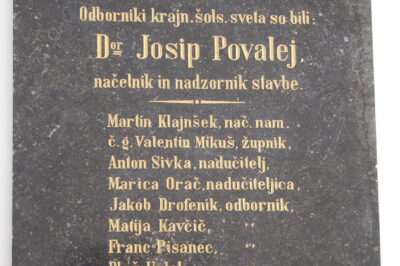 Odborniki krajn. šols. sveta so bili:
Dor Josip Povalej,
načelnik in nadzornik stavbe.
Martin Klajnšek, nač. nam.
č. g. Valentin Mikuš, župnik,
Anton Sivka, nadučitelj,
Marica Orač, nadučiteljica,
Jakob Drofenik, odbornik,
Matija Kavčič, "
Franc Pisanec, "